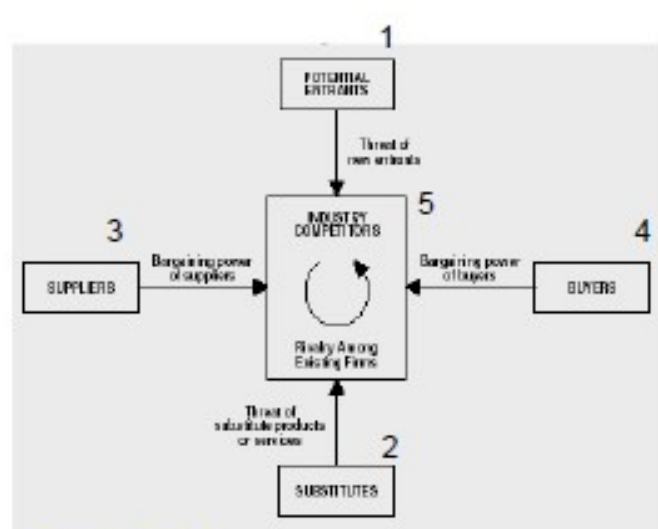 1
POTENTIAL
ENTRANTS
Threat of
new entrants
5
INDUSTRY
COMPETITORS
3
4
Bargaining power
of suppliers
Bargaining power
of buyers
SUPPLIERS
BUYERS
Rivalry Among
Existing Firms
Threat of
substitute products
or services
2
SUBSTITUTES